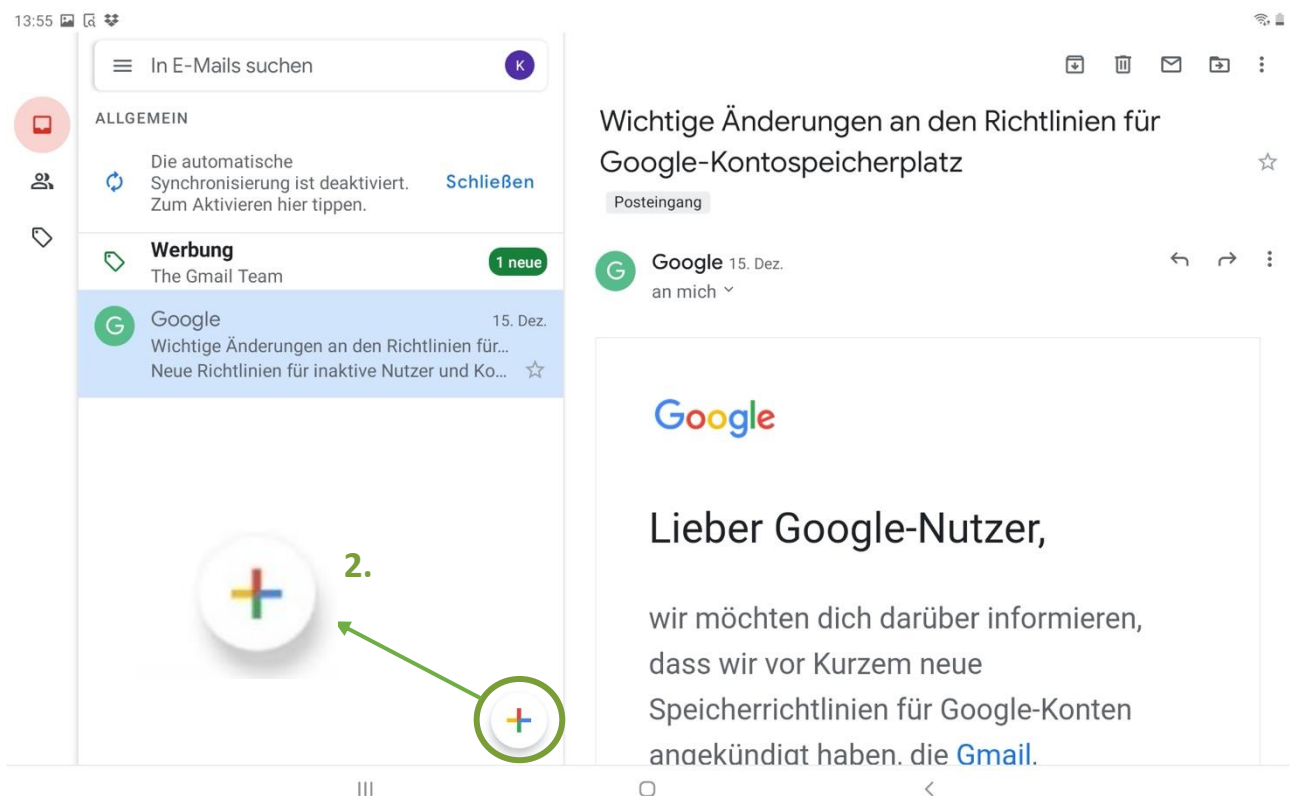 13:55
In E-Mails suchen
K
ALLGEMEIN
Die automatische
Synchronisierung ist deaktiviert.
Zum Aktivieren hier tippen.
Schließen
Werbung
The Gmail Team
1 neue
G
Google
15. Dez.
Wichtige Änderungen an den Richtlinien für...
Neue Richtlinien für inaktive Nutzer und Ko...
2.
Wichtige Änderungen an den Richtlinien für
Google-Kontospeicherplatz
Posteingang
G
Google 15. Dez.
an mich
Google
Lieber Google-Nutzer,
wir möchten dich darüber informieren,
dass wir vor Kurzem neue
Speicherrichtlinien für Google-Konten
angekündigt haben, die Gmail,